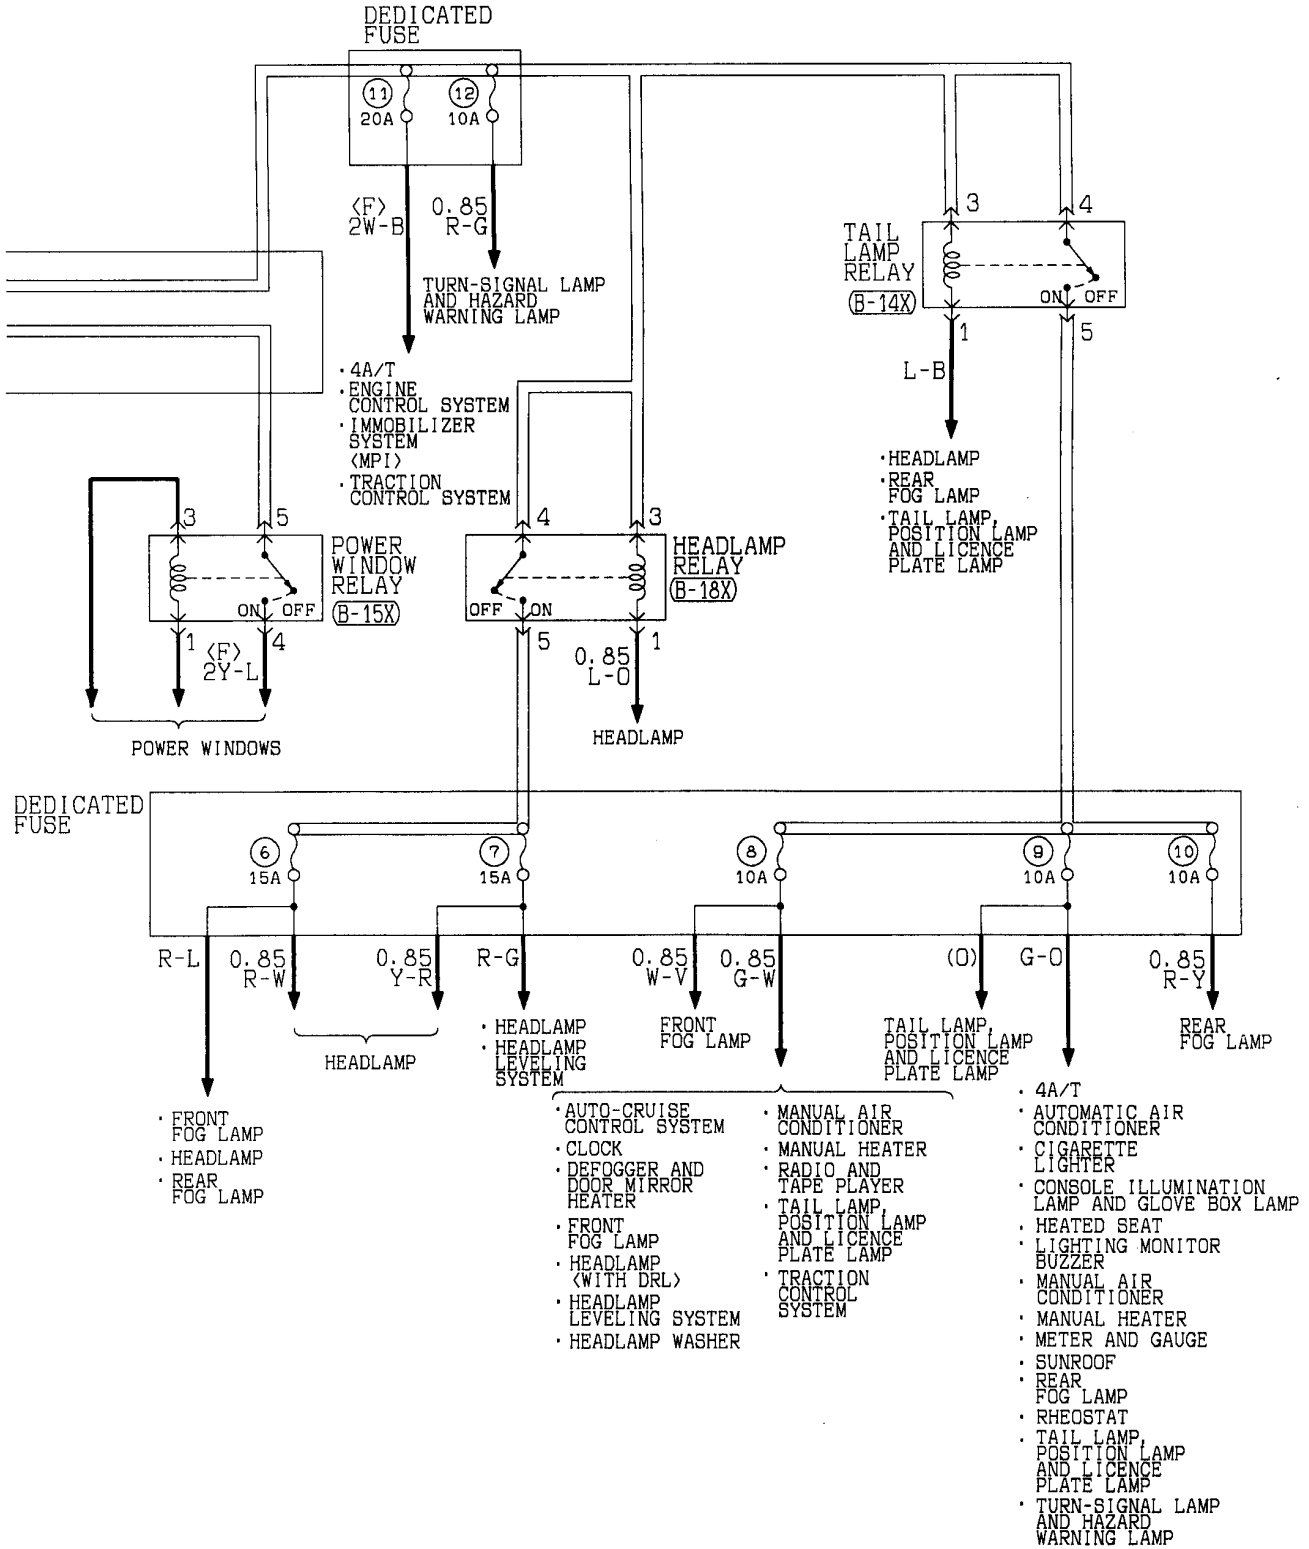 DEDICATED
FUSE
11
20A
12
10A
<F>
2W-B
0.85
R-G
TURN-SIGNAL LAMP
AND HAZARD
WARNING LAMP
· 4A/T
· ENGINE
CONTROL SYSTEM
· IMMOBILIZER
SYSTEM
<MPI>
· TRACTION
CONTROL SYSTEM
3
4
TAIL
LAMP
RELAY
B-14X
ON
OFF
1
5
L-B
· HEADLAMP
· REAR
FOG LAMP
· TAIL LAMP,
POSITION LAMP
AND LICENCE
PLATE LAMP
3
5
POWER
WINDOW
RELAY
B-15X
ON
OFF
1
4
<F>
2Y-L
POWER WINDOWS
4
3
HEADLAMP
RELAY
B-18X
OFF
ON
5
1
0.85
L-O
HEADLAMP
DEDICATED
FUSE
6
15A
7
15A
8
10A
9
10A
10
10A
R-L
0.85
R-W
0.85
Y-R
R-G
0.85
W-V
0.85
G-W
(O)
G-O
0.85
R-Y
HEADLAMP
· HEADLAMP
· HEADLAMP
LEVELING
SYSTEM
FRONT
FOG LAMP
TAIL LAMP,
POSITION LAMP
AND LICENCE
PLATE LAMP
REAR
FOG LAMP
· FRONT
FOG LAMP
· HEADLAMP
· REAR
FOG LAMP
· AUTO-CRUISE
CONTROL SYSTEM
· CLOCK
· DEFOGGER AND
DOOR MIRROR
HEATER
· FRONT
FOG LAMP
· HEADLAMP
<WITH DRL>
· HEADLAMP
LEVELING SYSTEM
· HEADLAMP WASHER
· MANUAL AIR
CONDITIONER
· MANUAL HEATER
· RADIO AND
TAPE PLAYER
· TAIL LAMP,
POSITION LAMP
AND LICENCE
PLATE LAMP
· TRACTION
CONTROL
SYSTEM
· 4A/T
· AUTOMATIC AIR
CONDITIONER
· CIGARETTE
LIGHTER
· CONSOLE ILLUMINATION
LAMP AND GLOVE BOX LAMP
· HEATED SEAT
· LIGHTING MONITOR
BUZZER
· MANUAL AIR
CONDITIONER
· MANUAL HEATER
· METER AND GAUGE
· SUNROOF
· REAR
FOG LAMP
· RHEOSTAT
· TAIL LAMP,
POSITION LAMP
AND LICENCE
PLATE LAMP
· TURN-SIGNAL LAMP
AND HAZARD
WARNING LAMP